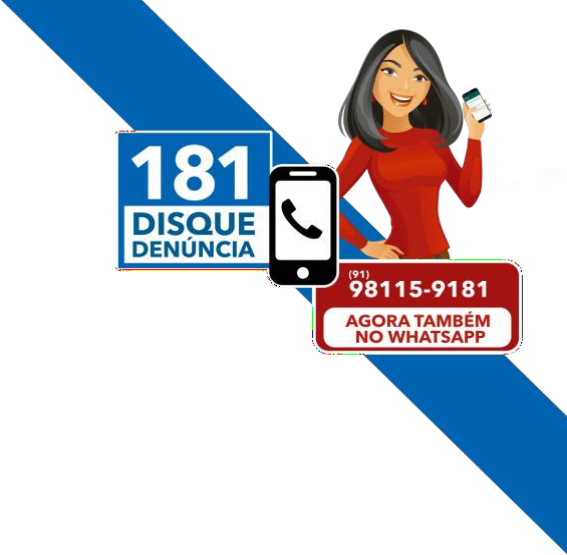 181
DISQUE
DENÚNCIA
(91)
98115-9181
AGORA TAMBÉM
NO WHATSAPP